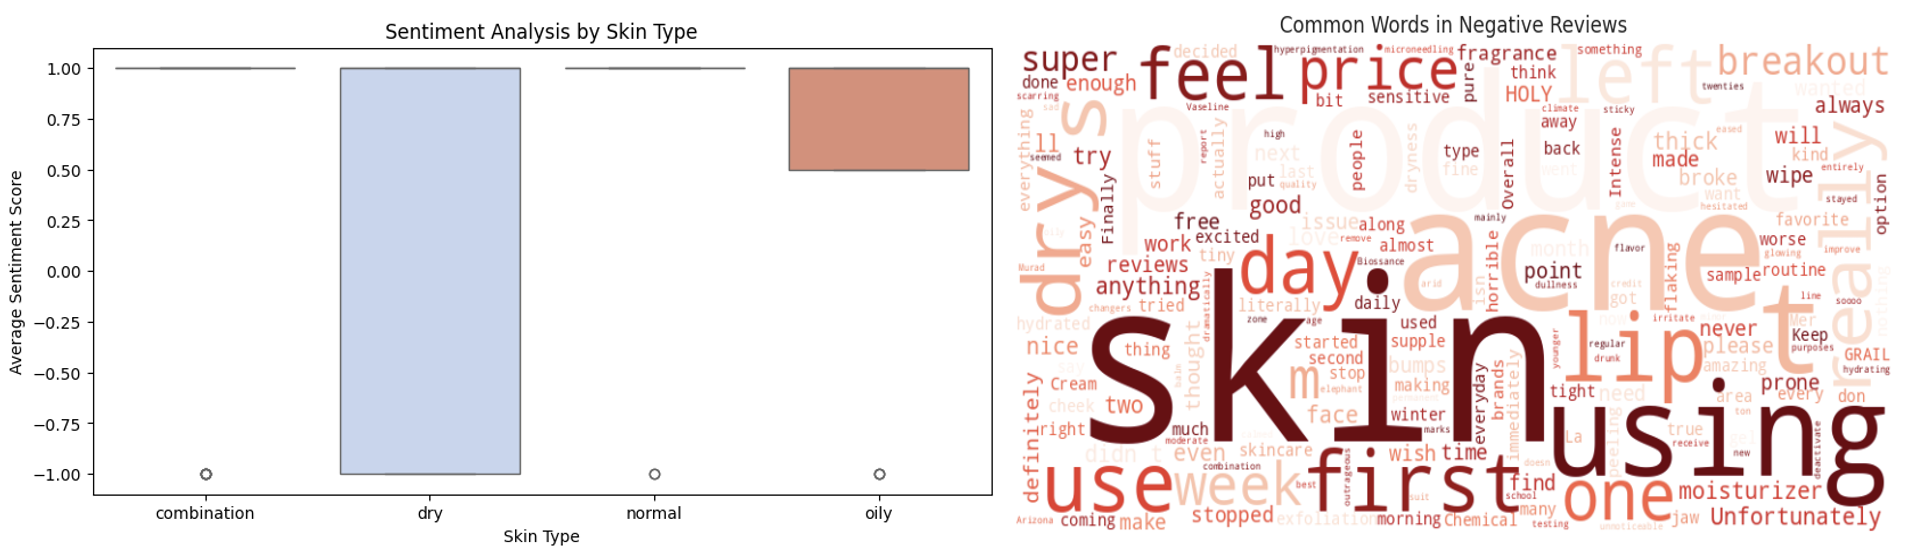 Sentiment Analysis by Skin Type
Average Sentiment Score
1.00
0.75
0.50
0.25
0.00
−0.25
−0.50
−0.75
−1.00
combination
dry
normal
oily
Skin Type
Common Words in Negative Reviews
super
decided
hyperpigmentation
microneedling
fragrance
something
done
enough
feel
price
think
left
breakout
pure
HOLY
twenties
wanted
scarring
sad
bit
sensitive
Vaseline
climate
sticky
always
everything
drys
product
away
ll
seemed
try
stuff
report
actually
high
next
people
dryness
type
back
Overall
Intense
thick
eased
will
made
kind
entirely
last
quality
fine
went
broke
wipe
put
want
hesitated
stayed
option
Finally
easy
good
free
issue
along
mainly
favorite
really
work
excited
love
remove
almost
horrible
month
flavor
worse
improve
glowing
Murad
reviews
tiny
day
Biossance
acne
isn
point
dullness
flaking
sample
routine
anything
changers
tried
dramatically
literally
daily
arid
got
credit
line
soooo
nothing
hydrated
zone
age
used
irritate
never
Mer
Keep
purposes
t
nice
thing
thought
skin
started
second
stop
supple
lip
younger
regular
drunk
please
amazing
GRAIL
hydrating
say
Cream
balm
m
elephant
bumps
making
everyday
brands
immediately
tight
need
area
prone
every
don
definitely
cheek
two
face
winter
using
ton
right
much
moderate
marks
La
peeling
true
receive
gel
new
deactivate
didn t
even
skincare
wish
time
combination
outrageous
doesn
use
week
first
best
suit
find
school
one
moisturizer
Arizona
coming
make
stopped
exfoliation
morning
Chemical
many
testing
unnoticeable
jaw
Unfortunately